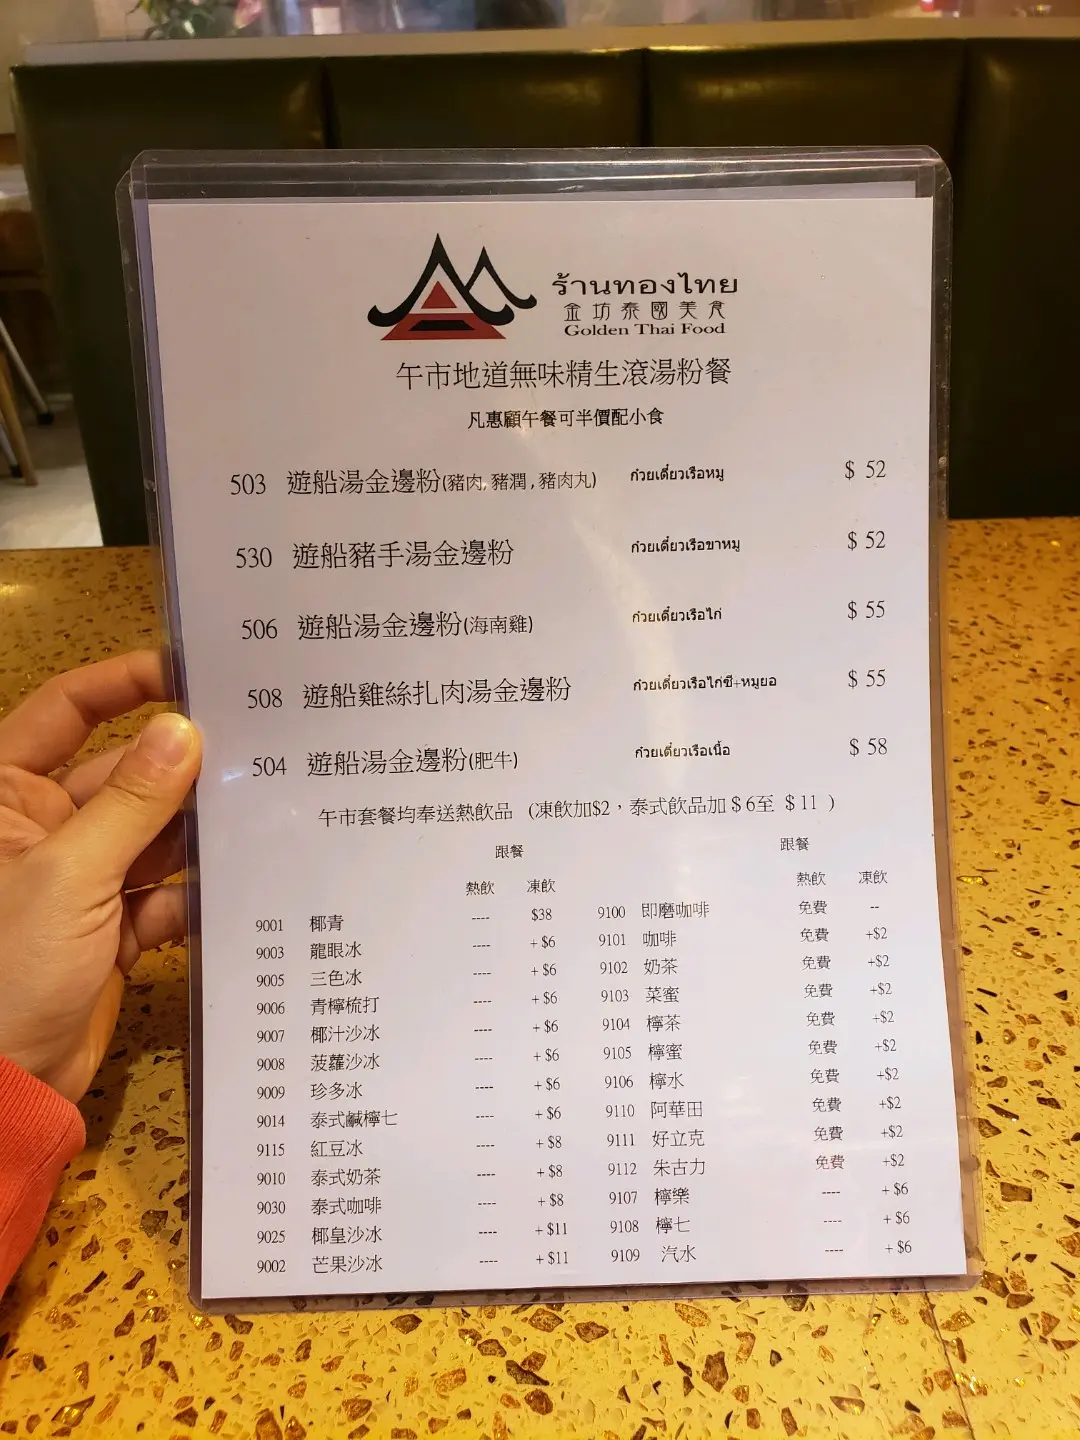 ร้านทองไทย
金坊泰國美食
Golden Thai Food
午市地道無味精生滾湯粉餐
凡惠顧午餐可半價配小食
503 遊船湯金邊粉(豬肉, 豬潤 , 豬肉丸) ก๋วยเตี๋ยวเรือหมู $ 52
530 遊船豬手湯金邊粉 ก๋วยเตี๋ยวเรือขาหมู $ 52
506 遊船湯金邊粉(海南雞) ก๋วยเตี๋ยวเรือไก่ $ 55
508 遊船雞絲扎肉湯金邊粉 ก๋วยเตี๋ยวเรือไก่ซี+หมูยอ $ 55
504 遊船湯金邊粉(肥牛) ก๋วยเตี๋ยวเรือเนื้อ $ 58
午市套餐均奉送熱飲品 (凍飲加$2，泰式飲品加 $ 6至 $ 11 )
跟餐 跟餐
熱飲 凍飲 熱飲 凍飲
9001 椰青 ---- $38 9100 即磨咖啡 免費 --
9003 龍眼冰 ---- + $6 9101 咖啡 免費 +$2
9005 三色冰 ---- + $6 9102 奶茶 免費 +$2
9006 青檸梳打 ---- + $6 9103 菜蜜 免費 +$2
9007 椰汁沙冰 ---- + $6 9104 檸茶 免費 +$2
9008 菠蘿沙冰 ---- + $6 9105 檸蜜 免費 +$2
9009 珍多冰 ---- + $6 9106 檸水 免費 +$2
9014 泰式鹹檸七 ---- + $6 9110 阿華田 免費 +$2
9115 紅豆冰 ---- + $8 9111 好立克 免費 +$2
9010 泰式奶茶 ---- + $8 9112 朱古力 免費 +$2
9030 泰式咖啡 ---- + $8 9107 檸樂 ---- + $6
9025 椰皇沙冰 ---- + $11 9108 檸七 ---- + $6
9002 芒果沙冰 ---- + $11 9109 汽水 ---- + $6